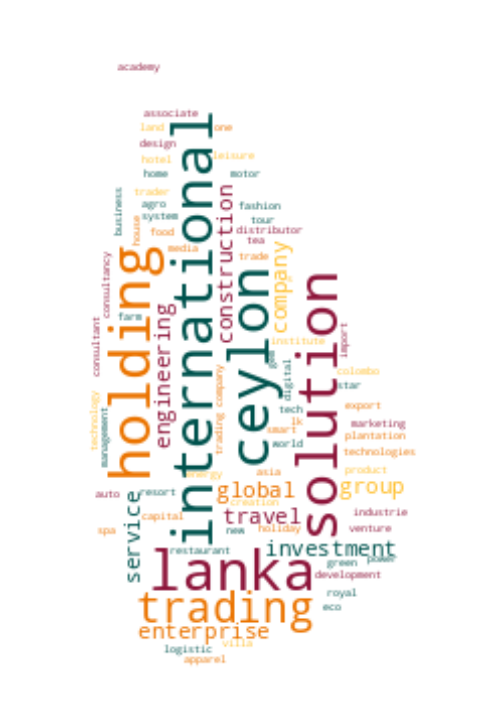 academy
associate
land
one
design
hotel
leisure
home
motor
international
business
trader
agro
fashion
system
tour
house
food
distributor
construction
tea
media
trade
holding
company
consultancy
ceylon
solution
farm
engineering
consultant
institute
import
gem
company
colombo
digital
star
technology
management
trading
tech
export
lk
smart
marketing
world
plantation
technologies
energy
asia
product
auto
resort
global
group
creation
service
capital
travel
industrie
spa
new
holiday
venture
restaurant
investment
lanka
green
power
development
royal
trading
eco
enterprise
villa
logistic
apparel